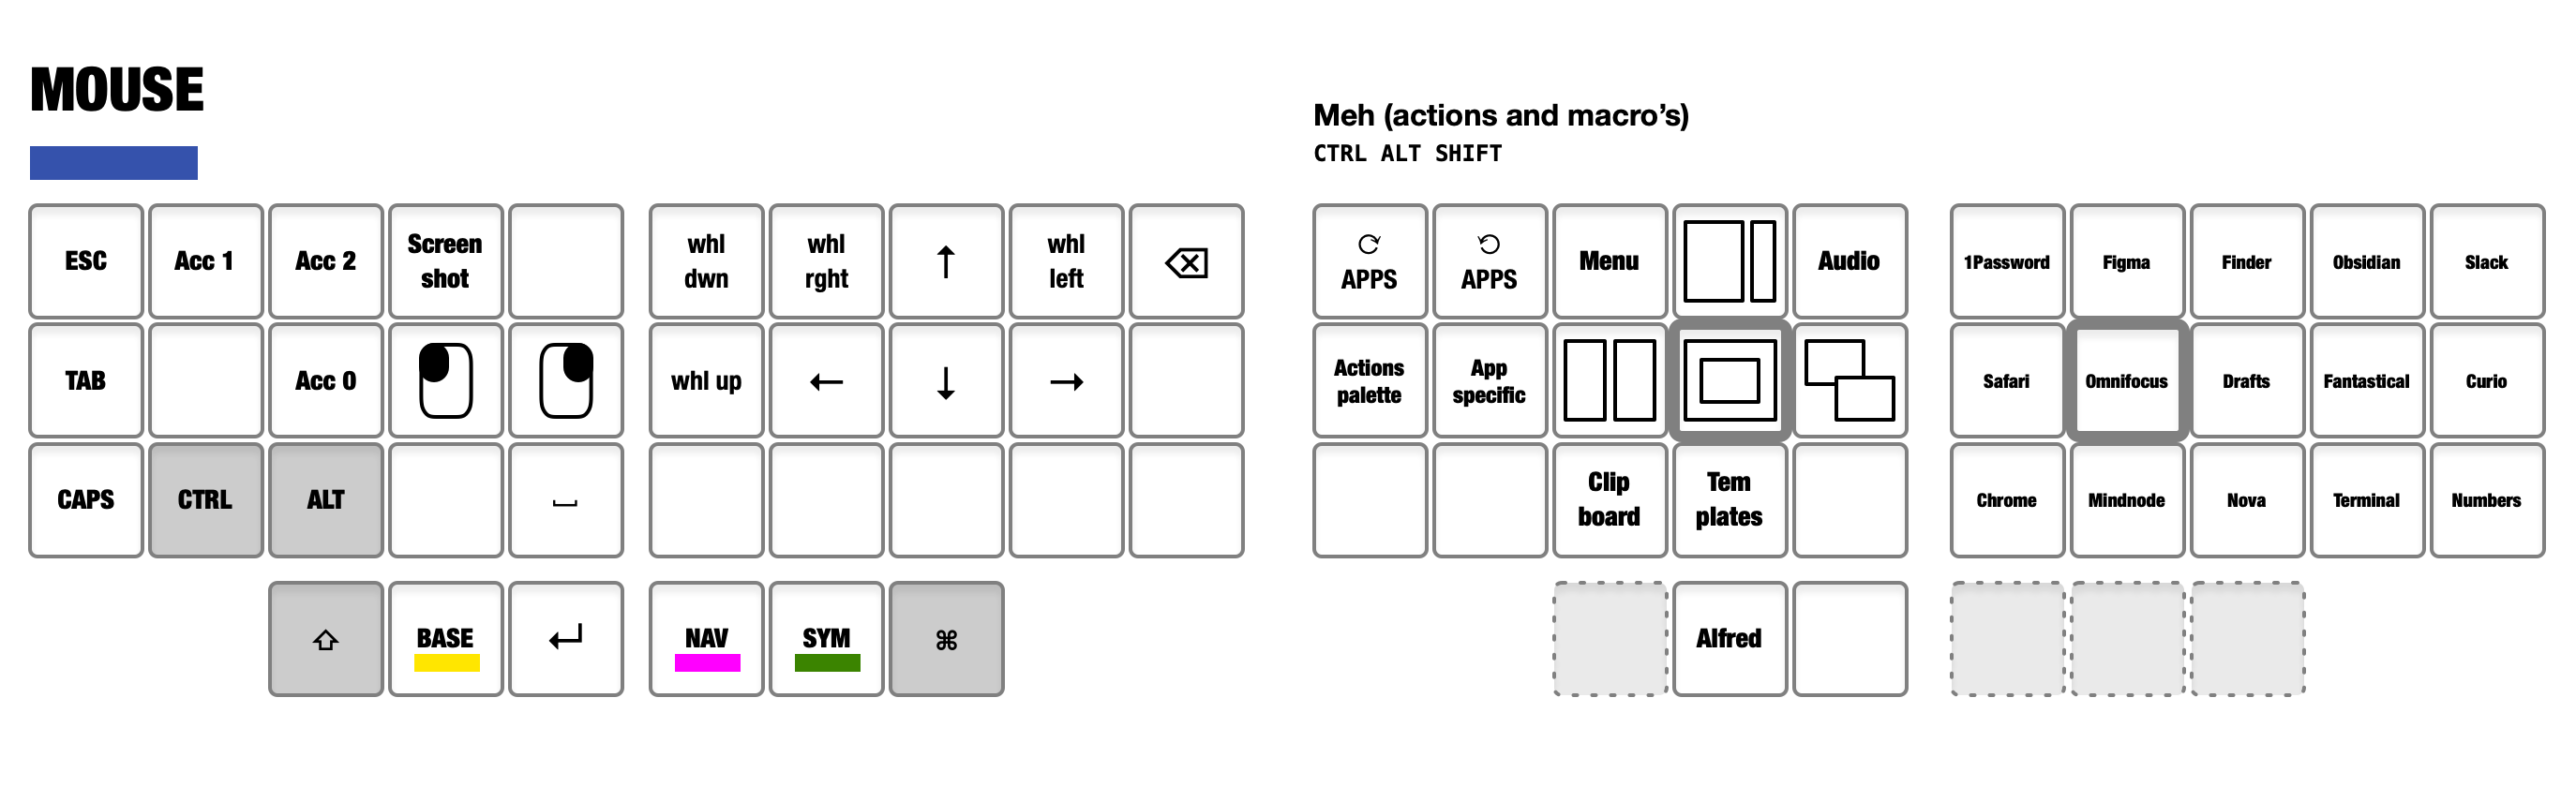 MOUSE
Meh (actions and macro’s)
CTRL ALT SHIFT
ESC Acc 1 Acc 2 Screen shot whl dwn whl rght ↑ whl left ⌫
TAB Acc 0 whl up ← ↓ →
CAPS CTRL ALT ⎵
⇧ BASE ↵ NAV SYM ⌘
↻ APPS ↺ APPS Menu Audio 1Password Figma Finder Obsidian Slack
Actions palette App specific Safari Omnifocus Drafts Fantastical Curio
Clip board Tem plates Chrome Mindnode Nova Terminal Numbers
Alfred